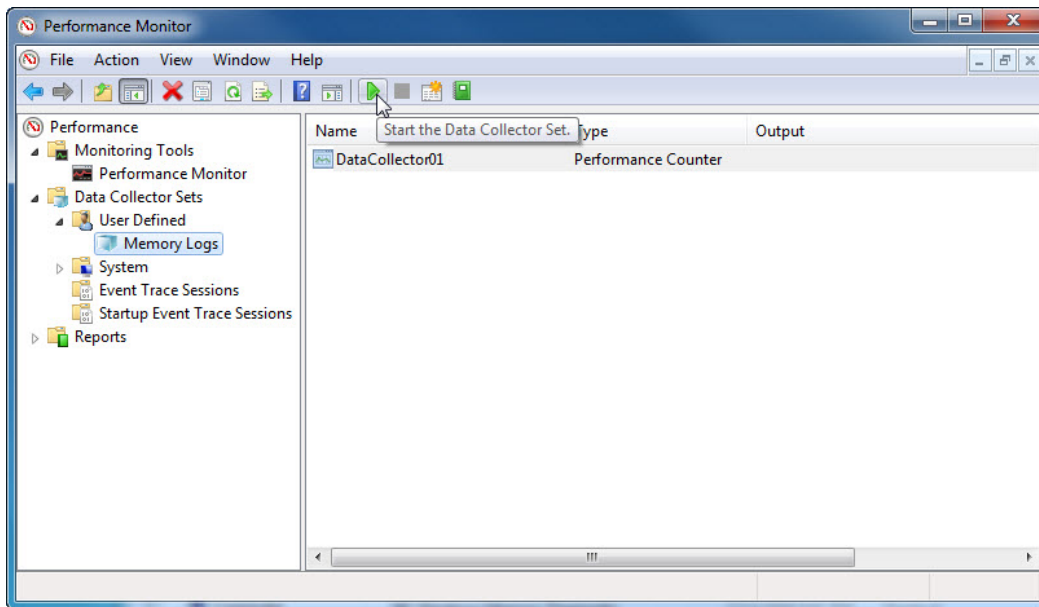 Performance Monitor
File Action View Window Help
Performance
Monitoring Tools
Performance Monitor
Data Collector Sets
User Defined
Memory Logs
System
Event Trace Sessions
Startup Event Trace Sessions
Reports
Name Type Output
Start the Data Collector Set.
DataCollector01 Performance Counter